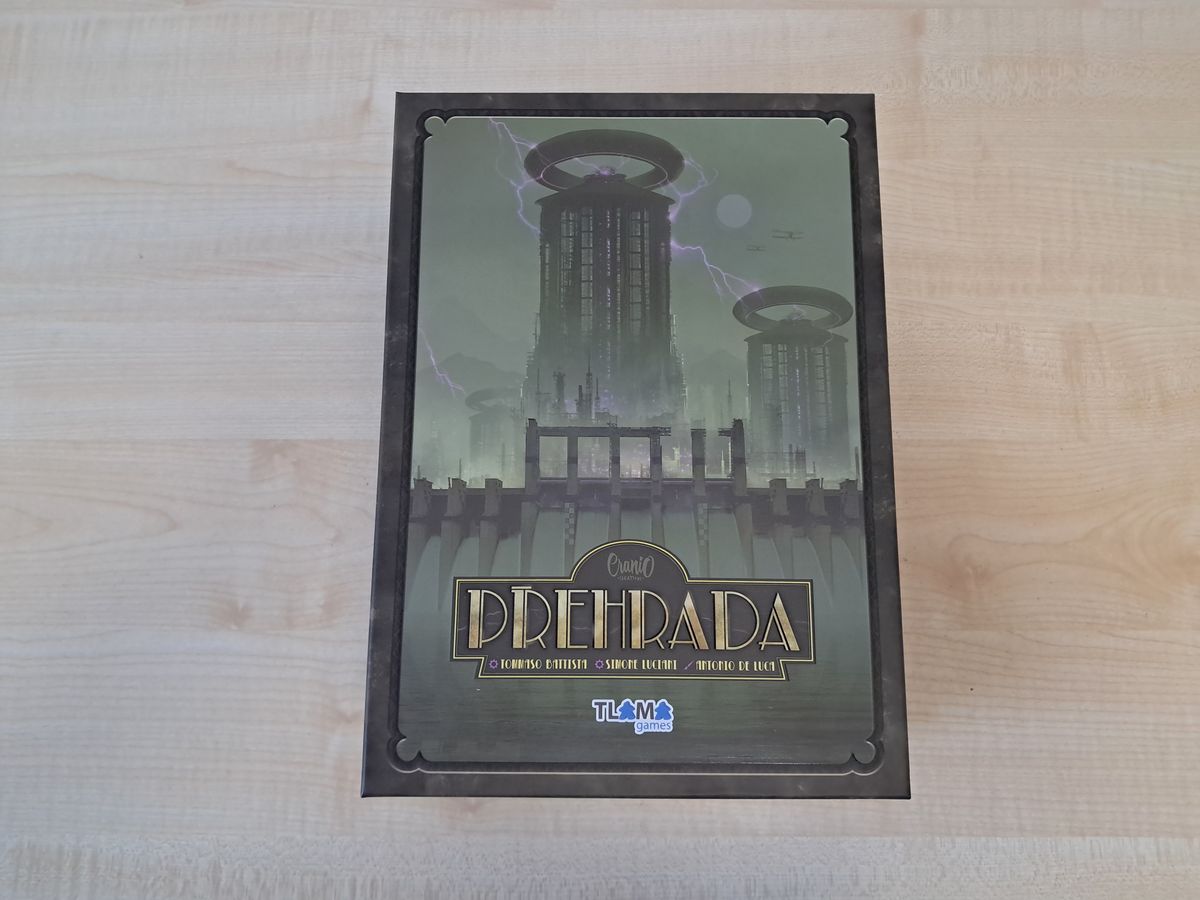 Cranio
CREATIONS
PŘEHRADA
TOMMASO BATTISTA SIMONE LUCIANI ANTONIO DE LUCA
TLAMA
games